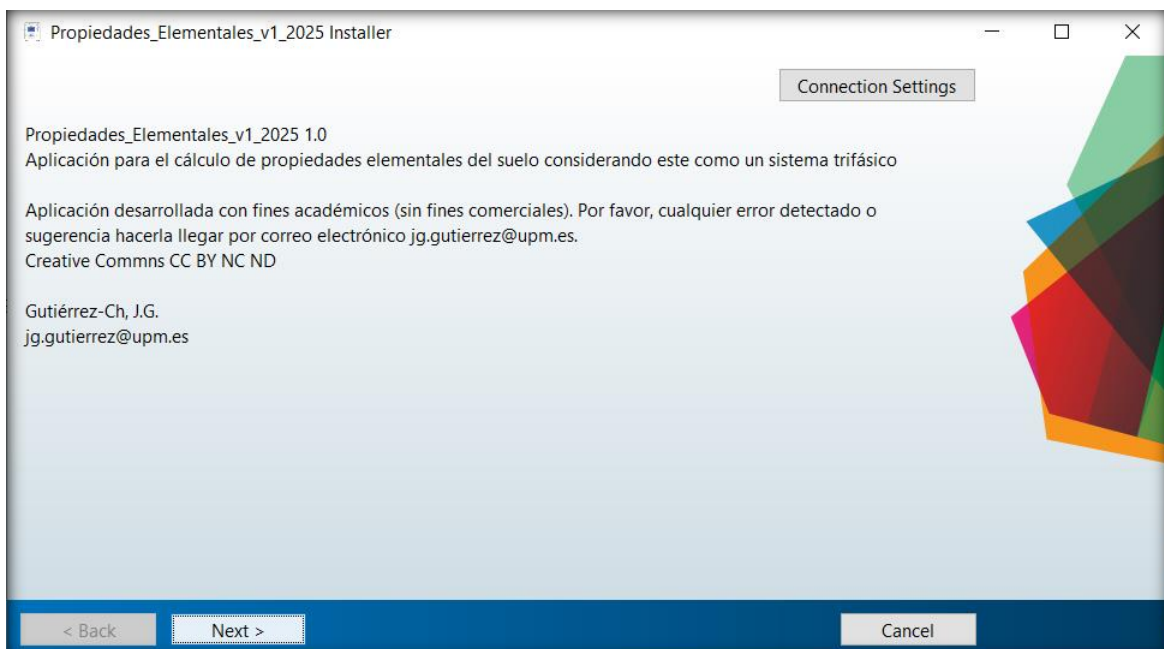 Propiedades_Elementales_v1_2025 Installer
Connection Settings
Propiedades_Elementales_v1_2025 1.0
Aplicación para el cálculo de propiedades elementales del suelo considerando este como un sistema trifásico
Aplicación desarrollada con fines académicos (sin fines comerciales). Por favor, cualquier error detectado o
sugerencia hacerla llegar por correo electrónico jg.gutierrez@upm.es.
Creative Commns CC BY NC ND
Gutiérrez-Ch, J.G.
jg.gutierrez@upm.es
< Back
Next >
Cancel